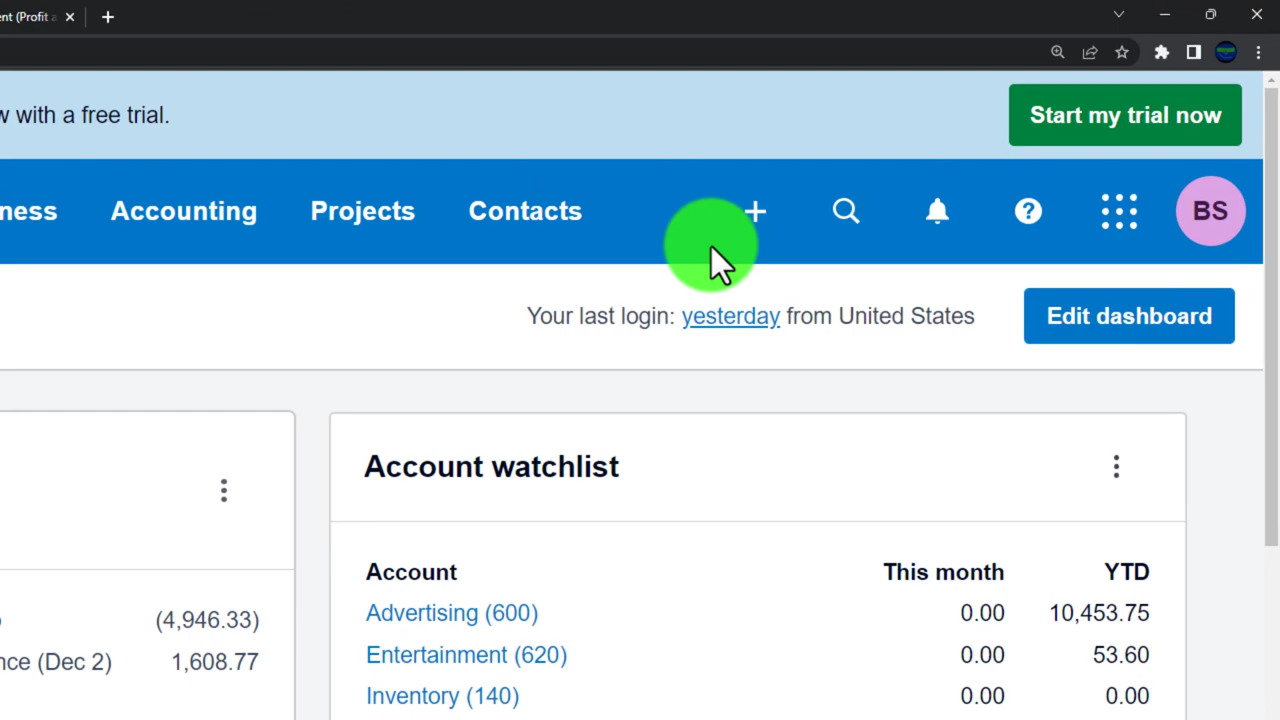 ent (Profit a
w with a free trial.
Start my trial now
ness
Accounting
Projects
Contacts
BS
Your last login: yesterday from United States
Edit dashboard
Account watchlist
Account This month YTD
Advertising (600) 0.00 10,453.75
(4,946.33)
Entertainment (620) 0.00 53.60
nce (Dec 2) 1,608.77
Inventory (140) 0.00 0.00